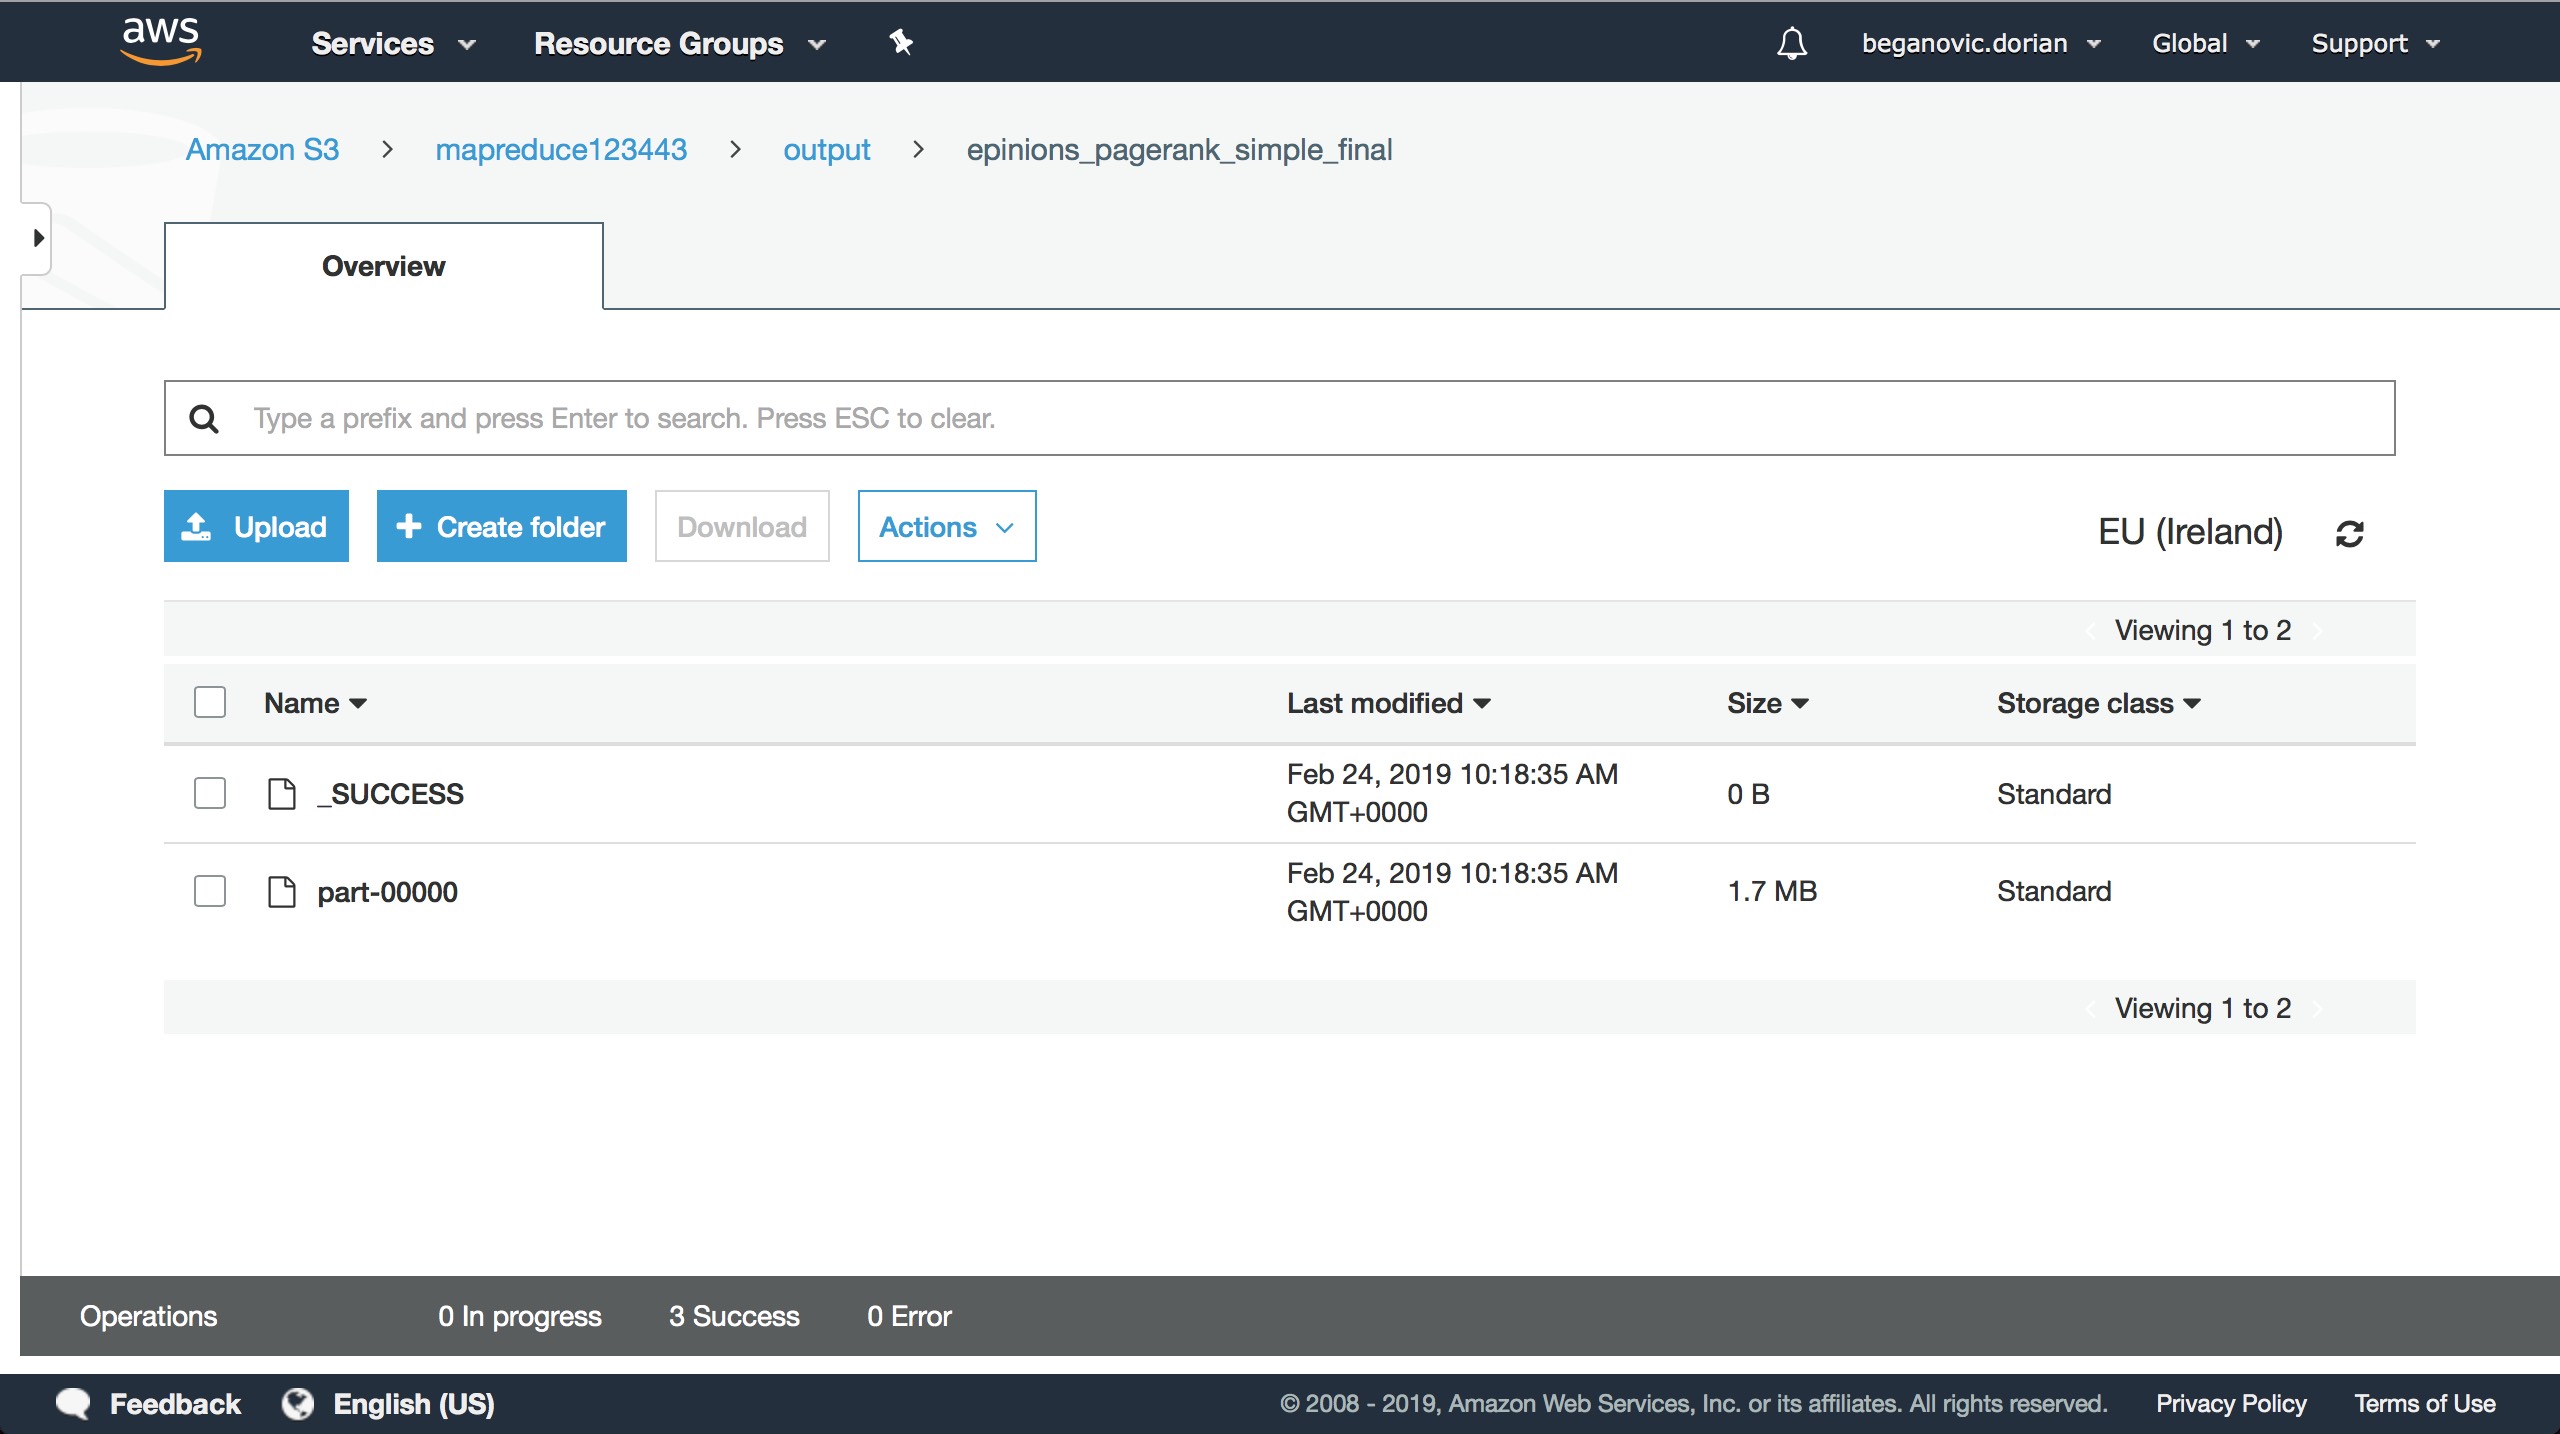 aws Services Resource Groups beganovic.dorian Global Support
Amazon S3 > mapreduce123443 > output > epinions_pagerank_simple_final
Overview
Type a prefix and press Enter to search. Press ESC to clear.
Upload Create folder Download Actions EU (Ireland)
Viewing 1 to 2
Name Last modified Size Storage class
_SUCCESS Feb 24, 2019 10:18:35 AM GMT+0000 0 B Standard
part-00000 Feb 24, 2019 10:18:35 AM GMT+0000 1.7 MB Standard
Viewing 1 to 2
Operations 0 In progress 3 Success 0 Error
Feedback English (US) © 2008 - 2019, Amazon Web Services, Inc. or its affiliates. All rights reserved. Privacy Policy Terms of Use